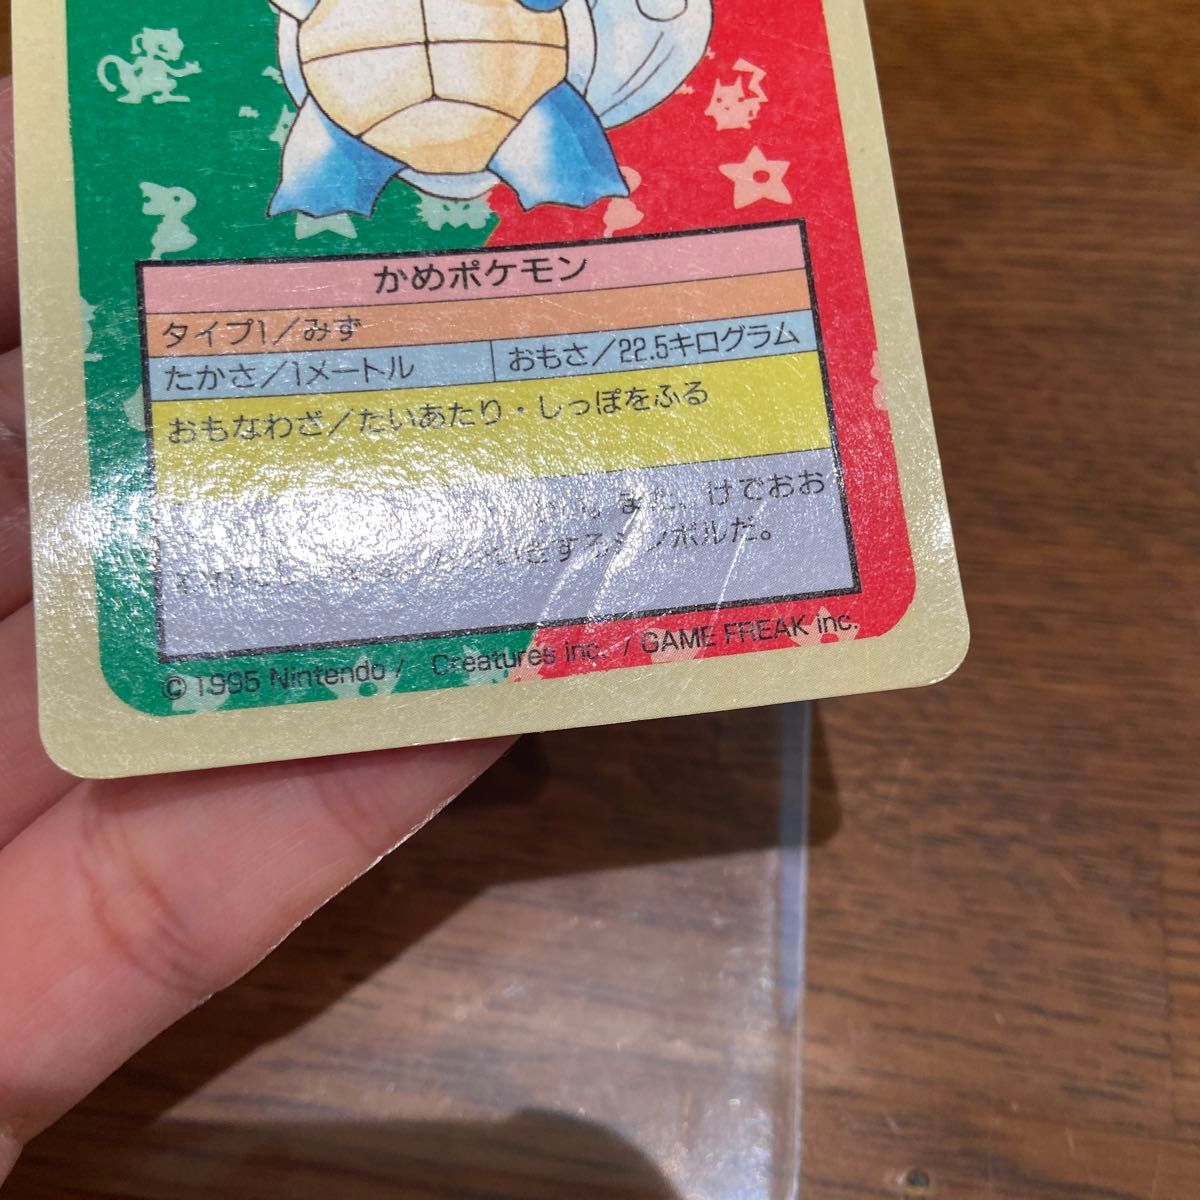 かめポケモン
タイプ1／みず
たかさ／1メートル おもさ／22.5キログラム
おもなわざ／たいあたり・しっぽをふる
けでおお
きするシンボルだ。
©1995 Nintendo / Creatures inc. / GAME FREAK inc.